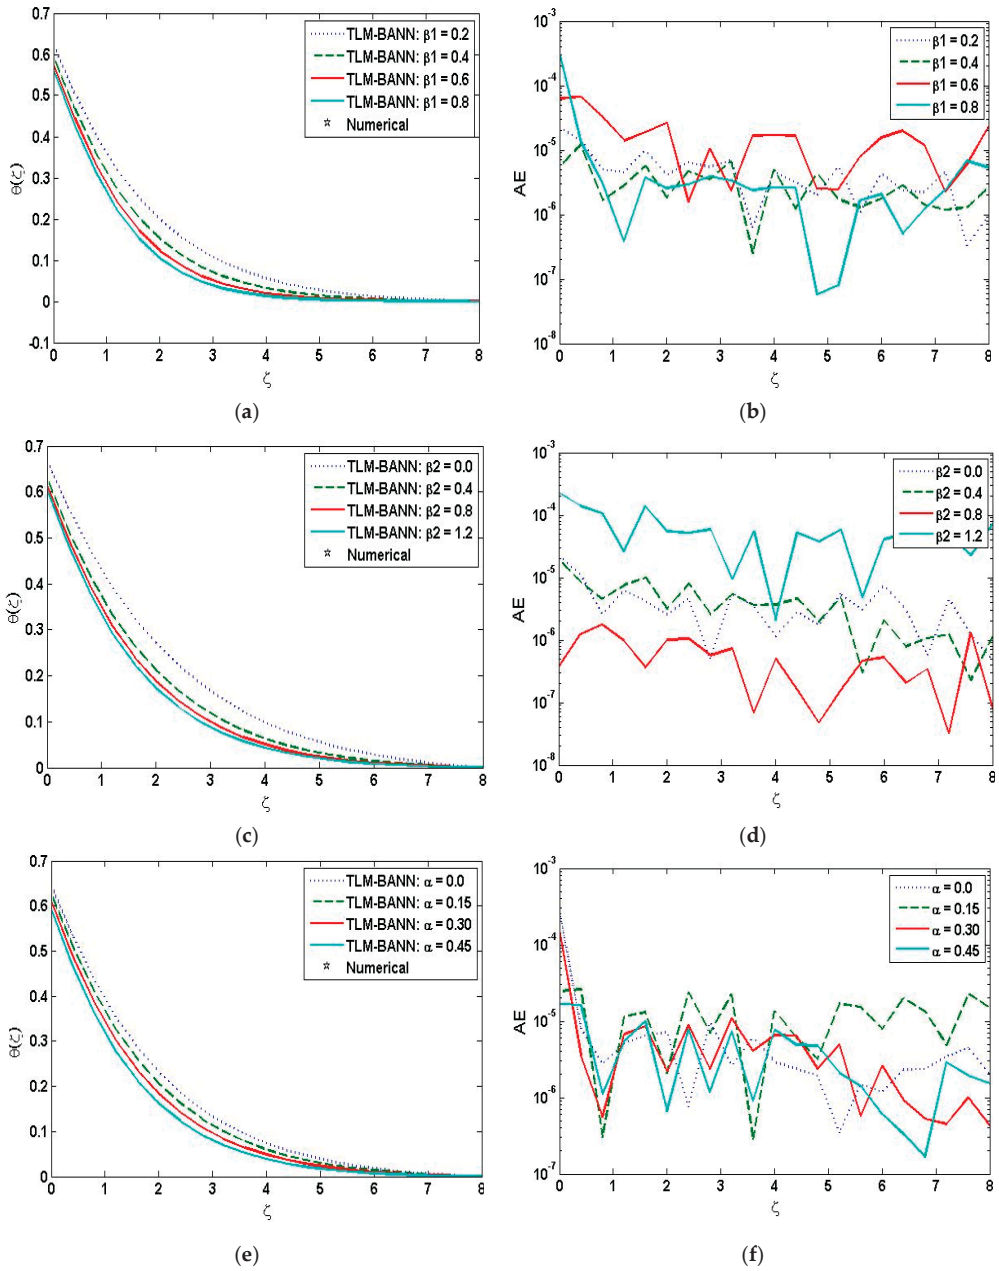 0.7
0.6
0.5
0.4
0.3
0.2
0.1
0
-0.1
θ(ζ)
TLM-BANN: β1 = 0.2
TLM-BANN: β1 = 0.4
TLM-BANN: β1 = 0.6
TLM-BANN: β1 = 0.8
Numerical
0 1 2 3 4 5 6 7 8
ζ
(a)
10^-3
10^-4
10^-5
10^-6
10^-7
10^-8
AE
β1 = 0.2
β1 = 0.4
β1 = 0.6
β1 = 0.8
0 1 2 3 4 5 6 7 8
ζ
(b)
0.7
0.6
0.5
0.4
0.3
0.2
0.1
0
θ(ζ)
TLM-BANN: β2 = 0.0
TLM-BANN: β2 = 0.4
TLM-BANN: β2 = 0.8
TLM-BANN: β2 = 1.2
Numerical
0 1 2 3 4 5 6 7 8
ζ
(c)
10^-3
10^-4
10^-5
10^-6
10^-7
10^-8
AE
β2 = 0.0
β2 = 0.4
β2 = 0.8
β2 = 1.2
0 1 2 3 4 5 6 7 8
ζ
(d)
0.7
0.6
0.5
0.4
0.3
0.2
0.1
0
θ(ζ)
TLM-BANN: α = 0.0
TLM-BANN: α = 0.15
TLM-BANN: α = 0.30
TLM-BANN: α = 0.45
Numerical
0 1 2 3 4 5 6 7 8
ζ
(e)
10^-3
10^-4
10^-5
10^-6
10^-7
AE
α = 0.0
α = 0.15
α = 0.30
α = 0.45
0 1 2 3 4 5 6 7 8
ζ
(f)